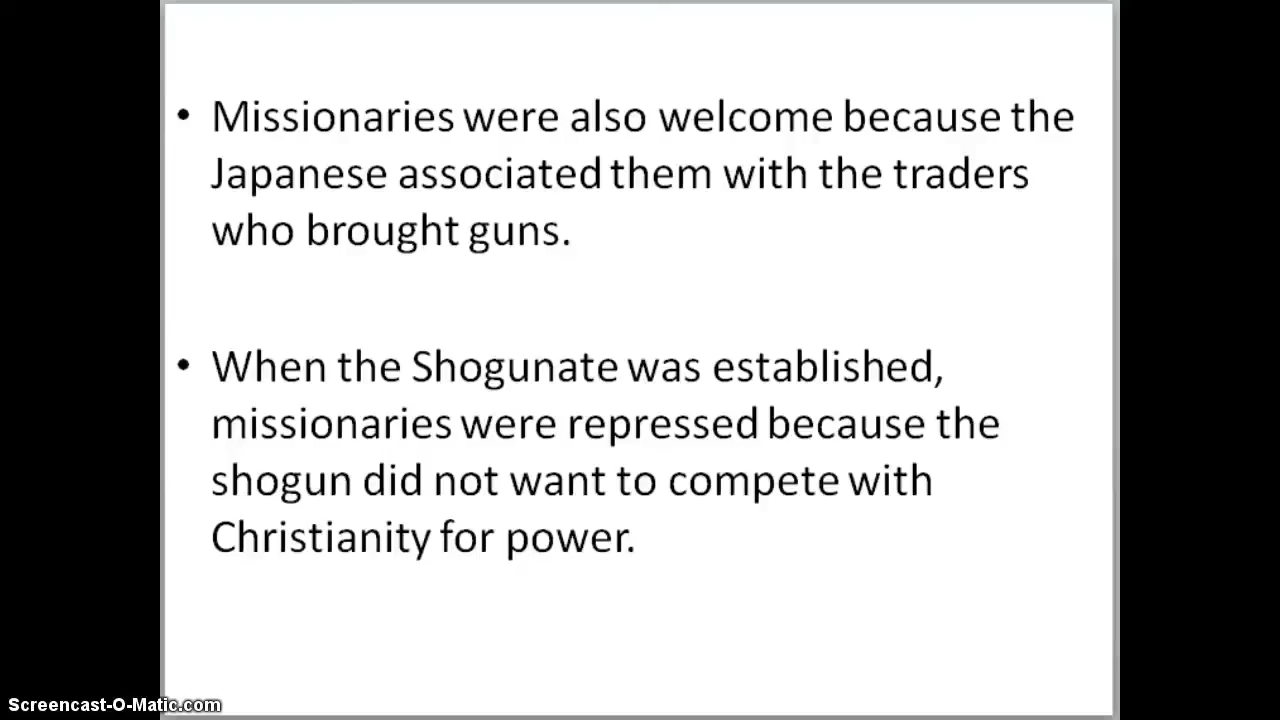 • Missionaries were also welcome because the
Japanese associated them with the traders
who brought guns.
• When the Shogunate was established,
missionaries were repressed because the
shogun did not want to compete with
Christianity for power.
Screencast-O-Matic.com